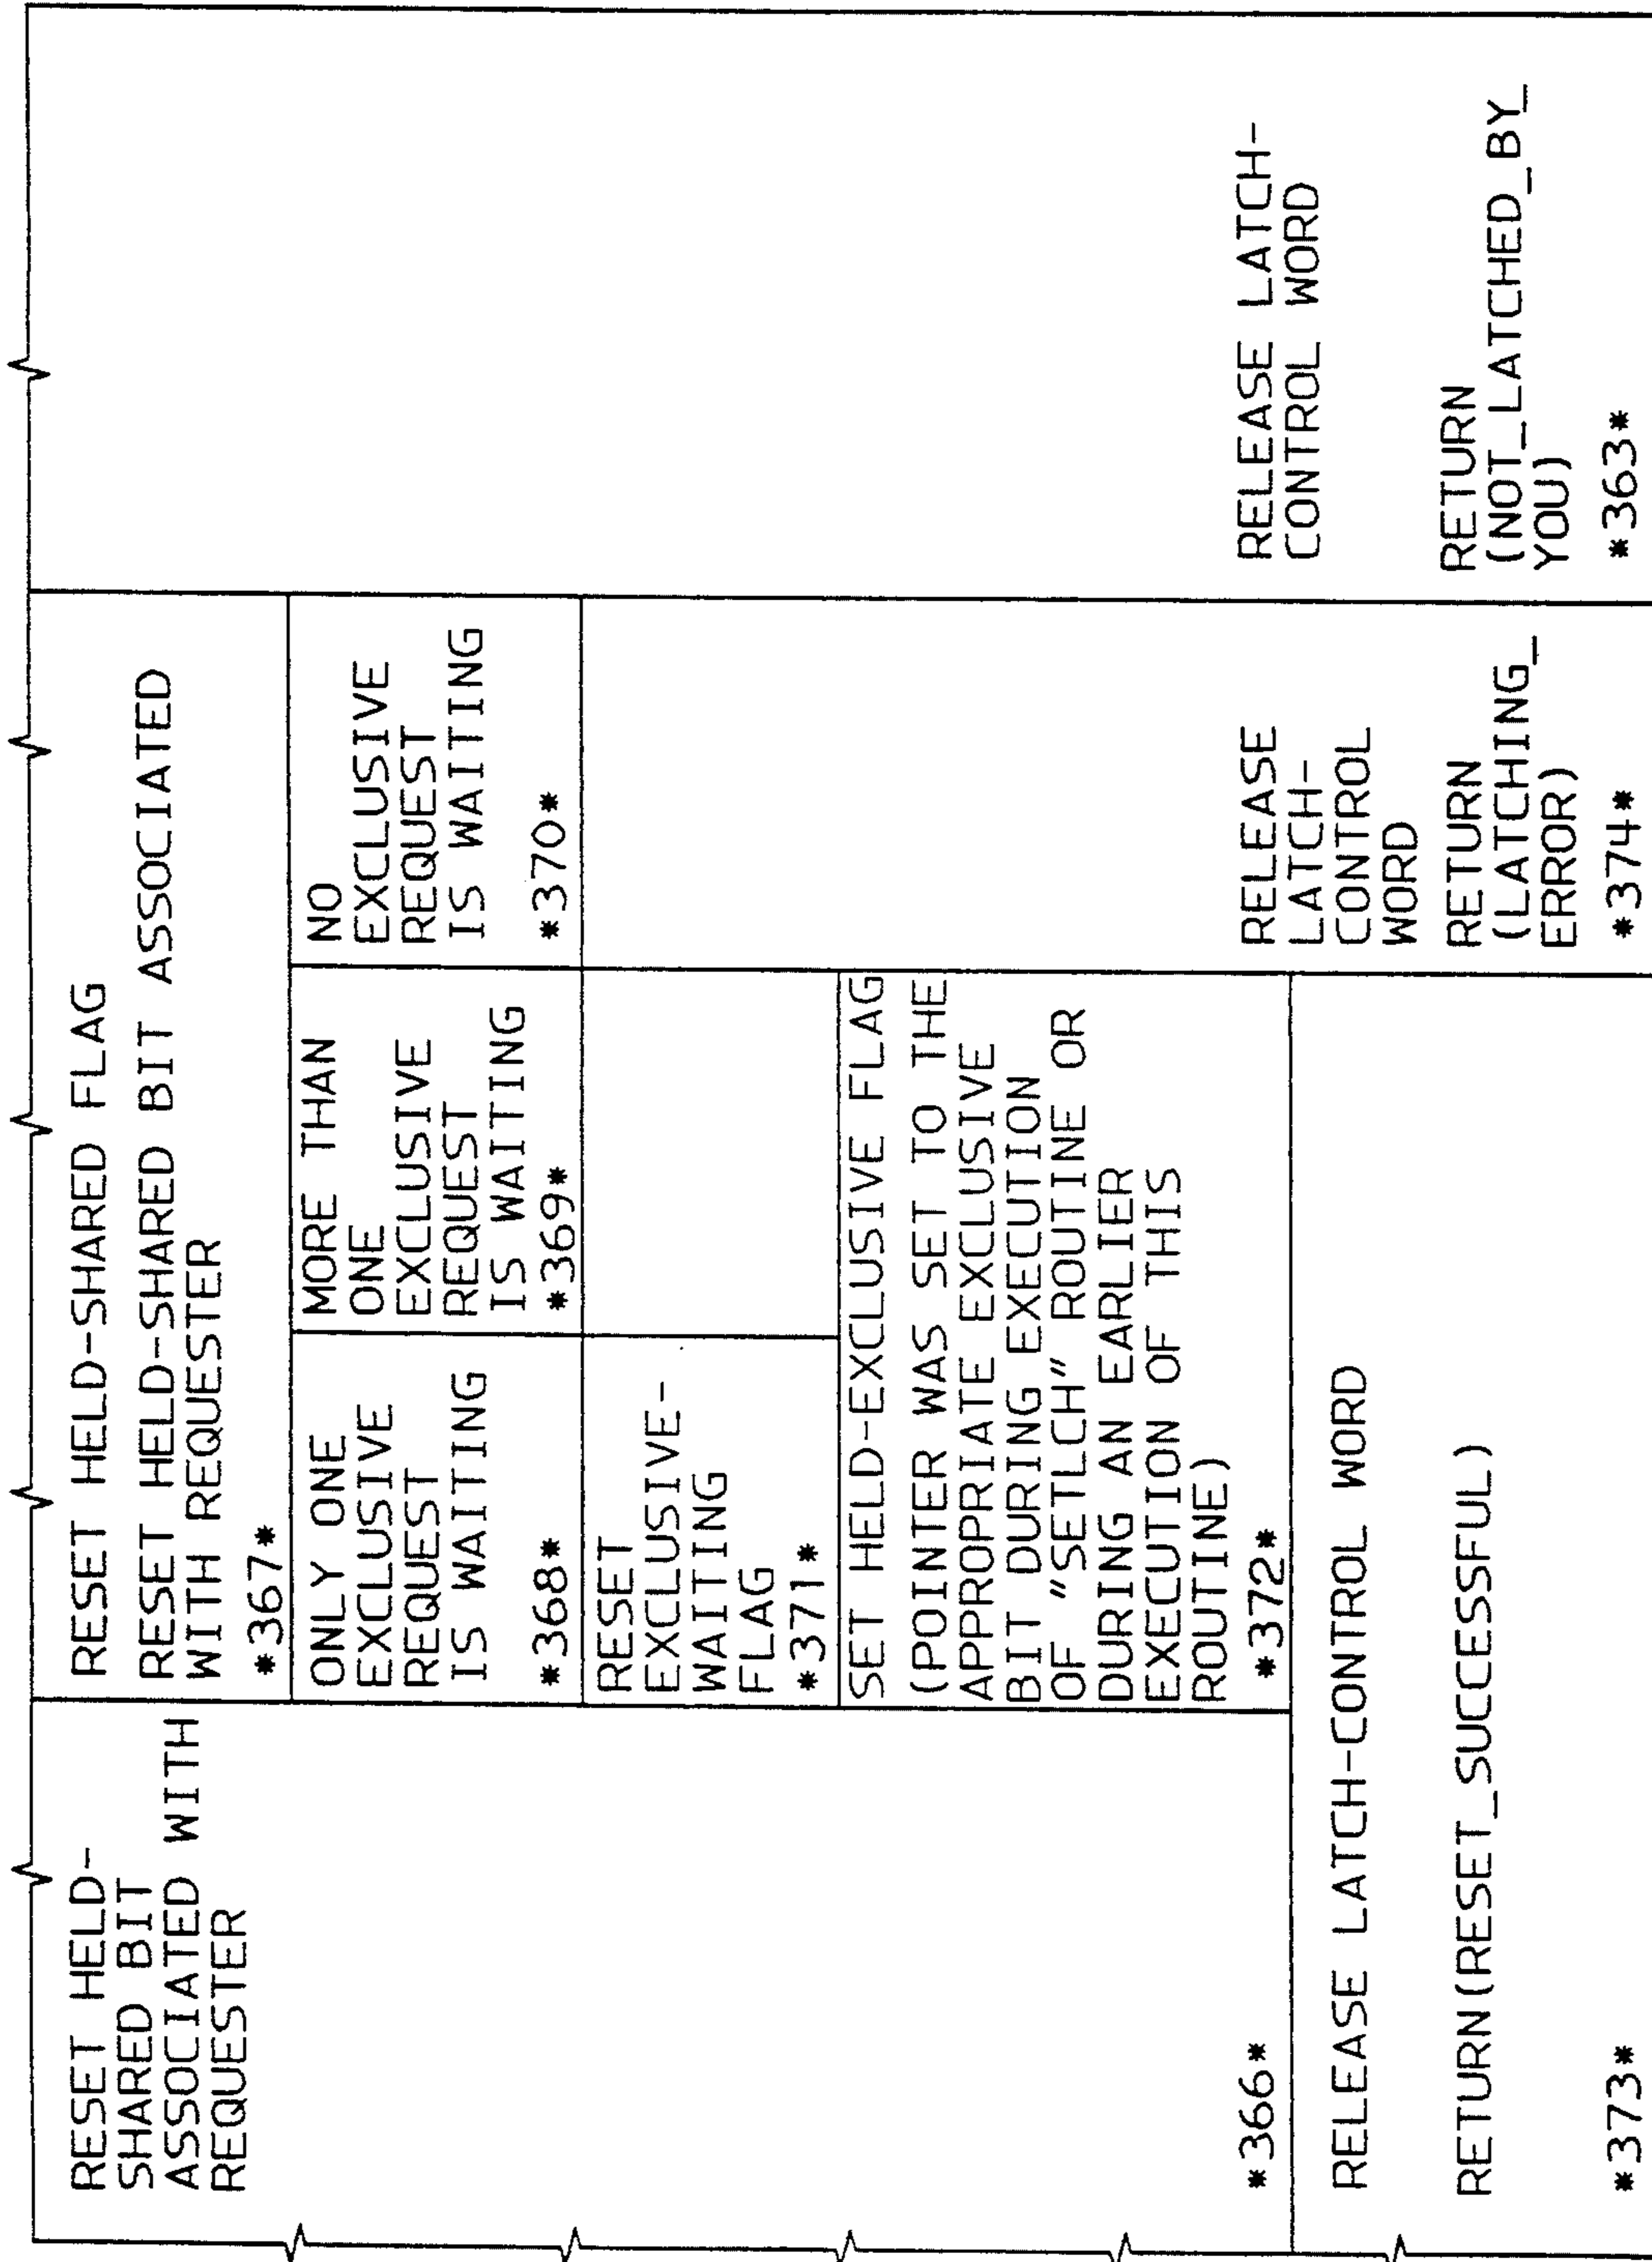 RESET HELD-
SHARED BIT
ASSOCIATED WITH
REQUESTER
*366*
RESET HELD-SHARED FLAG
RESET HELD-SHARED BIT ASSOCIATED
WITH REQUESTER
*367*
ONLY ONE
EXCLUSIVE
REQUEST
IS WAITING
*368*
MORE THAN
ONE
EXCLUSIVE
REQUEST
IS WAITING
*369*
NO
EXCLUSIVE
REQUEST
IS WAITING
*370*
RESET
EXCLUSIVE-
WAITING
FLAG
*371*
SET HELD-EXCLUSIVE FLAG
(POINTER WAS SET TO THE
APPROPRIATE EXCLUSIVE
BIT DURING EXECUTION
OF "SETLCH" ROUTINE OR
DURING AN EARLIER
EXECUTION OF THIS
ROUTINE)
*372*
RELEASE LATCH-CONTROL WORD
RETURN(RESET_SUCCESSFUL)
*373*
RELEASE
LATCH-
CONTROL
WORD
RETURN
(LATCHING_
ERROR)
*374*
RELEASE LATCH-
CONTROL WORD
RETURN
(NOT_LATCHED_BY_
YOU)
*363*